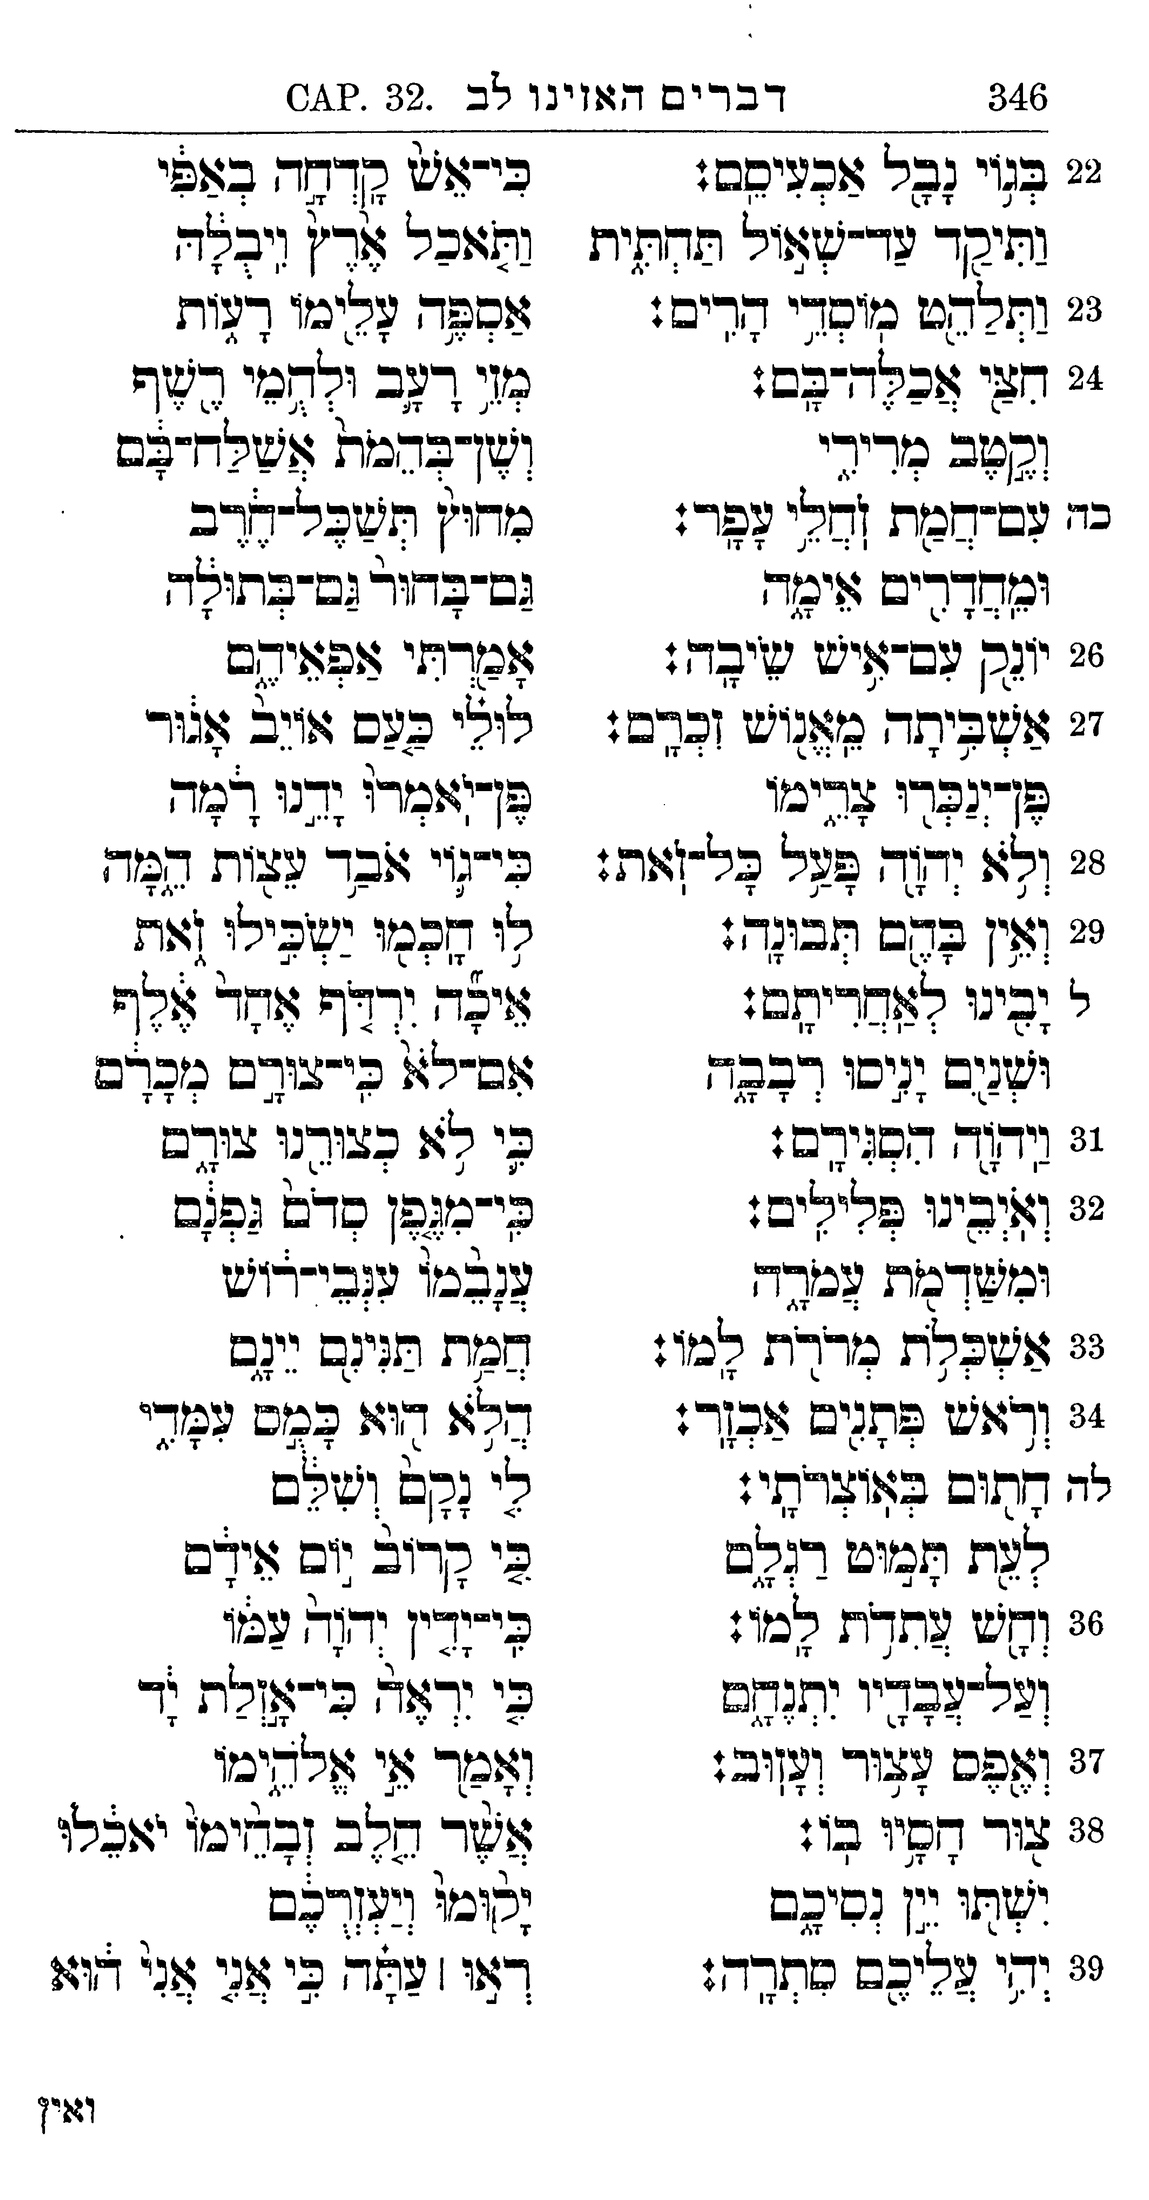 346 דברים האזינו לב CAP. 32.
22 בְּג֥וֹי נָבָ֖ל אַכְעִיסֵֽם׃ כִּי־אֵשׁ֙ קָֽדְחָ֣ה בְאַפִּ֔י
וַתִּיקַ֖ד עַד־שְׁא֣וֹל תַּחְתִּ֑ית וַתֹּ֤אכַל אֶ֙רֶץ֙ וִֽיבֻלָ֔הּ
23 וַתְּלַהֵ֖ט מֽוֹסְדֵ֥י הָרִֽים׃ אַסְפֶּ֥ה עָלֵ֖ימוֹ רָע֑וֹת
24 חִצַּ֖י אֲכַלֶּה־בָּֽם׃ מְזֵ֥י רָעָ֛ב וּלְחֻ֥מֵי רֶ֖שֶׁף
וְקֶ֣טֶב מְרִירִ֑י וְשֶׁן־בְּהֵמֹת֙ אֲשַׁלַּח־בָּ֔ם
כה עִם־חֲמַ֖ת זֹֽחֲלֵ֥י עָפָֽר׃ מִחוּץ֙ תְּשַׁכֶּל־חֶ֔רֶב
וּמֵֽחֲדָרִ֖ים אֵימָ֑ה גַּם־בָּחוּר֙ גַּם־בְּתוּלָ֔ה
26 יוֹנֵ֖ק עִם־אִ֥ישׁ שֵׂיבָֽה׃ אָמַ֖רְתִּי אַפְאֵיהֶ֑ם
27 אַשְׁבִּ֥יתָה מֵֽאֱנ֖וֹשׁ זִכְרָֽם׃ לוּלֵ֗י כַּ֤עַס אוֹיֵב֙ אָג֔וּר
פֶּֽן־יְנַכְּר֖וּ צָרֵ֑ימוֹ פֶּן־יֹֽאמְרוּ֙ יָדֵ֣נוּ רָ֔מָה
28 וְלֹ֥א יְהוָֹ֖ה פָּעַ֥ל כָּל־זֹֽאת׃ כִּי־ג֛וֹי אֹבַ֥ד עֵצ֖וֹת הֵ֑מָּה
29 וְאֵ֥ין בָּהֶ֖ם תְּבוּנָֽה׃ ל֥וּ חָֽכְמ֖וּ יַשְׂכִּ֣ילוּ זֹ֑את
ל יָבִ֖ינוּ לְאַֽחֲרִיתָֽם׃ אֵיכָ֞ה יִרְדֹּ֤ף אֶחָד֙ אֶ֔לֶף
וּשְׁנַ֖יִם יָנִ֣יסוּ רְבָבָ֑ה אִם־לֹא֙ כִּֽי־צוּרָ֣ם מְכָרָ֔ם
31 וַֽיהוָֹ֖ה הִסְגִּירָֽם׃ כִּ֛י לֹ֥א כְצוּרֵ֖נוּ צוּרָ֑ם
32 וְאֹֽיְבֵ֖ינוּ פְּלִילִֽים׃ כִּֽי־מִגֶּ֤פֶן סְדֹם֙ גַּפְנָ֔ם
וּמִשַּׁדְמֹ֖ת עֲמֹרָ֑ה עֲנָבֵ֙מוֹ֙ עִנְּבֵי־ר֔וֹשׁ
33 אַשְׁכְּלֹ֥ת מְרֹרֹ֖ת לָֽמוֹ׃ חֲמַ֥ת תַּנִּינִ֖ם יֵינָ֑ם
34 וְרֹ֥אשׁ פְּתָנִ֖ים אַכְזָֽר׃ הֲלֹ֥א ה֖וּא כָּמֻ֣ס עִמָּדִ֑י
לה חָת֖וּם בְּאֽוֹצְרֹתָֽי׃ לִ֤י נָקָם֙ וְשִׁלֵּ֔ם
לְעֵ֖ת תָּמ֣וּט רַגְלָ֑ם כִּ֤י קָרוֹב֙ י֣וֹם אֵידָ֔ם
36 וְחָ֖שׁ עֲתִדֹ֥ת לָֽמוֹ׃ כִּֽי־יָדִ֤ין יְהוָֹה֙ עַמּ֔וֹ
וְעַל־עֲבָדָ֖יו יִתְנֶחָ֑ם כִּ֤י יִרְאֶה֙ כִּי־אָ֣זְלַת יָ֔ד
37 וְאֶ֖פֶס עָצ֥וּר וְעָזֽוּב׃ וְאָמַ֖ר אֵ֣י אֱלֹהֵ֑ימוֹ
38 צ֖וּר חָסָ֥יוּ בֽוֹ׃ אֲשֶׁ֨ר חֵ֤לֶב זְבָחֵ֙ימוֹ֙ יֹאכֵ֔לוּ
יִשְׁתּ֖וּ יֵ֣ין נְסִיכָ֑ם יָק֙וּמוּ֙ וְיַעְזְרֻכֶ֔ם
39 יְהִ֥י עֲלֵיכֶ֖ם סִתְרָֽה׃ רְא֣וּ ׀ עַתָּ֗ה כִּ֣י אֲנִ֤י אֲנִי֙ ה֔וּא
ואין